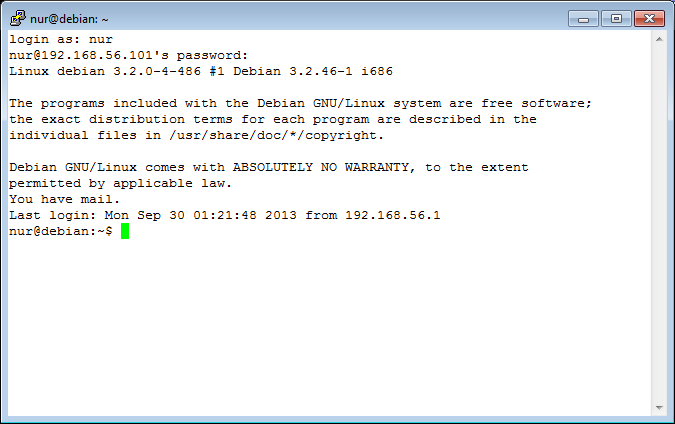 nur@debian: ~
login as: nur
nur@192.168.56.101's password:
Linux debian 3.2.0-4-486 #1 Debian 3.2.46-1 i686
The programs included with the Debian GNU/Linux system are free software;
the exact distribution terms for each program are described in the
individual files in /usr/share/doc/*/copyright.
Debian GNU/Linux comes with ABSOLUTELY NO WARRANTY, to the extent
permitted by applicable law.
You have mail.
Last login: Mon Sep 30 01:21:48 2013 from 192.168.56.1
nur@debian:~$